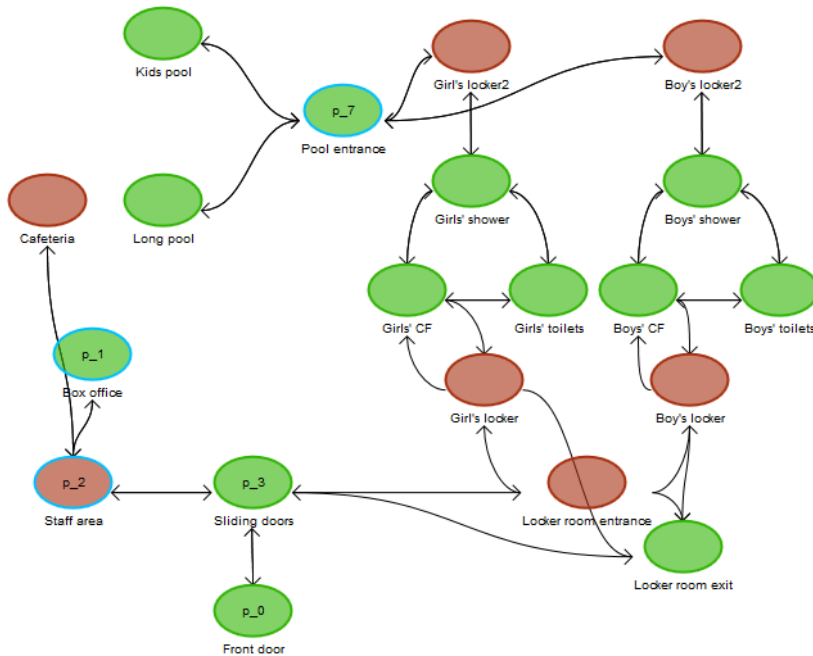 Kids pool
p_7
Pool entrance
Girl's locker2
Boy's locker2
Cafeteria
Long pool
Girls' shower
Boys' shower
Girls' CF
Girls' toilets
Boys' CF
Boys' toilets
p_1
Box office
Girl's locker
Boy's locker
p_2
Staff area
p_3
Sliding doors
Locker room entrance
Locker room exit
p_0
Front door